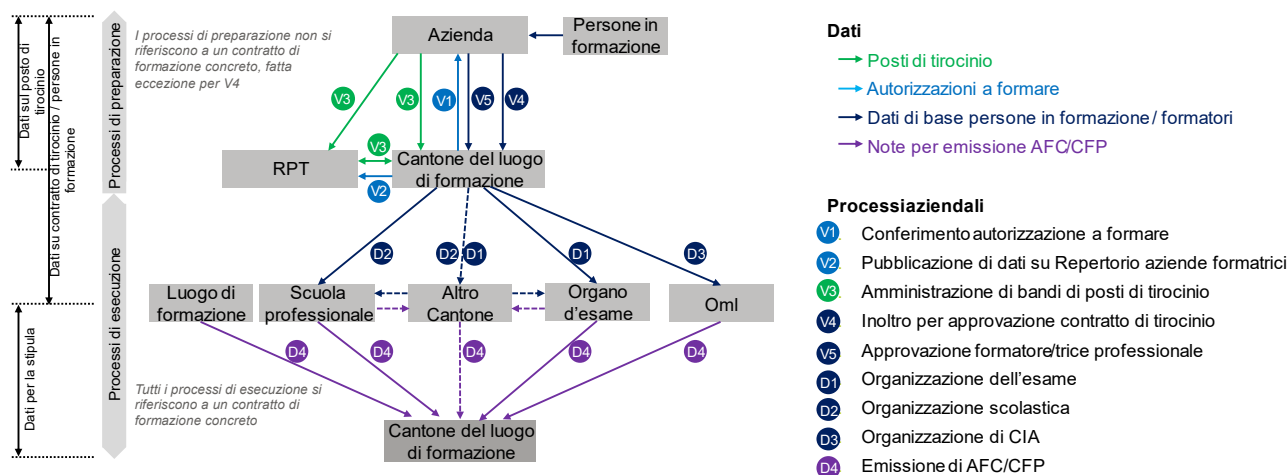 Dati sul posto di
tirocinio
Dati su contratto di tirocinio / persone in
formazione
Dati per la stipula
Processi di preparazione
Processi di esecuzione
I processi di preparazione non si
riferiscono a un contratto di
formazione concreto, fatta
eccezione per V4
Azienda
Persone in
formazione
V3
V3
V1
V5
V4
V3
V2
RPT
Cantone del luogo
di formazione
D2
D2
D1
D1
D3
Luogo di
formazione
Scuola
professionale
Altro
Cantone
Organo
d'esame
Oml
D4
D4
D4
D4
D4
Tutti i processi di esecuzione si
riferiscono a un contratto di
formazione concreto
Cantone del luogo
di formazione
Dati
Posti di tirocinio
Autorizzazioni a formare
Dati di base persone in formazione / formatori
Note per emissione AFC/CFP
Processiaziendali
V1 Conferimento autorizzazione a formare
V2 Pubblicazione di dati su Repertorio aziende formatrici
V3 Amministrazione di bandi di posti di tirocinio
V4 Inoltro per approvazione contratto di tirocinio
V5 Approvazione formatore/trice professionale
D1 Organizzazione dell'esame
D2 Organizzazione scolastica
D3 Organizzazione di CIA
D4 Emissione di AFC/CFP